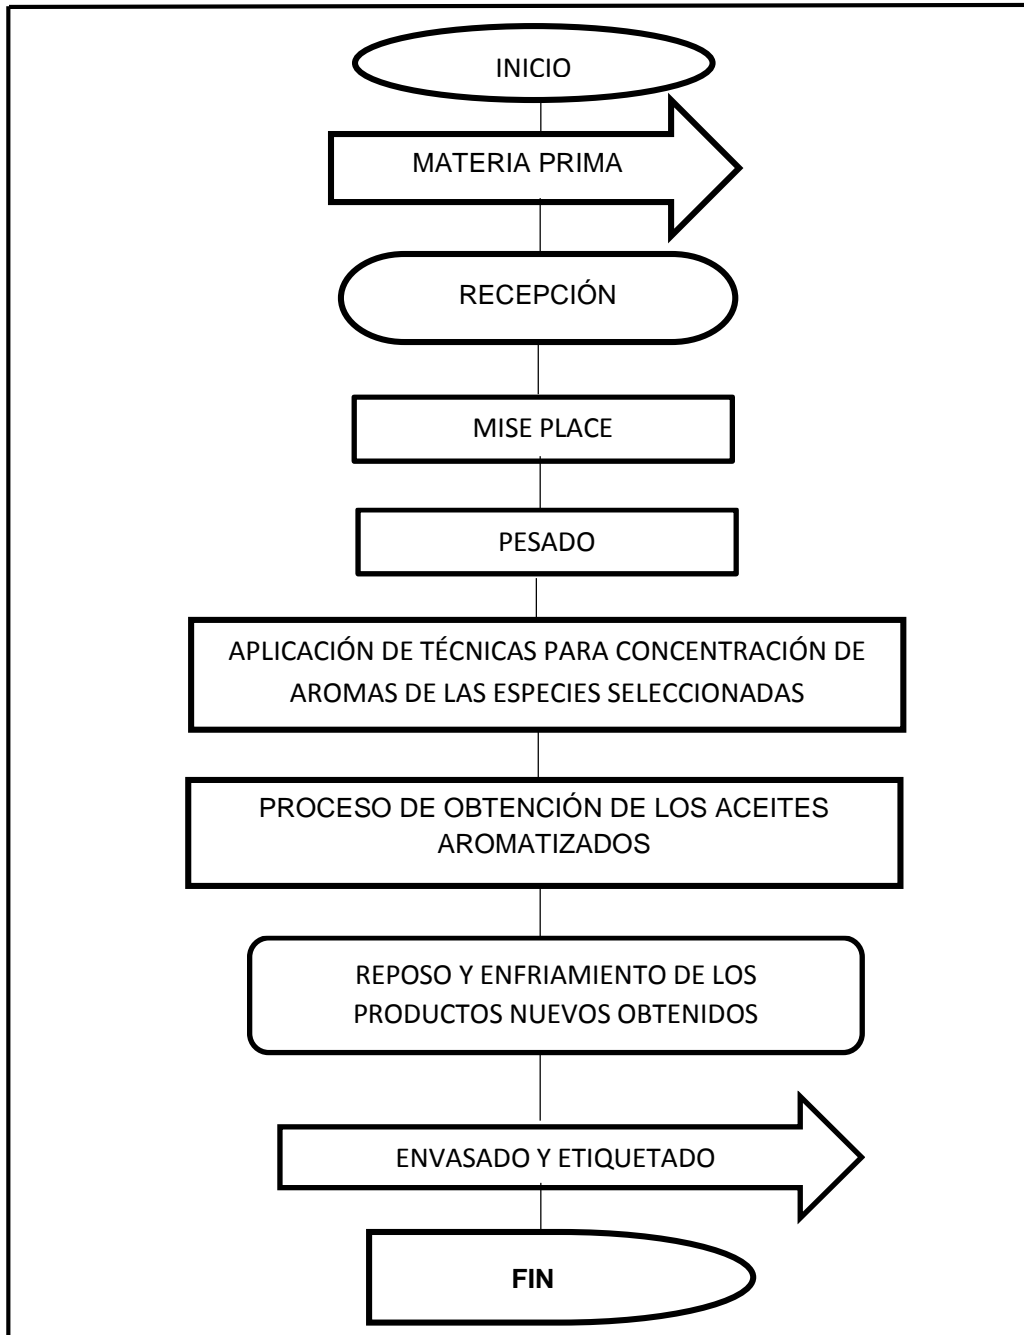 INICIO
MATERIA PRIMA
RECEPCIÓN
MISE PLACE
PESADO
APLICACIÓN DE TÉCNICAS PARA CONCENTRACIÓN DE
AROMAS DE LAS ESPECIES SELECCIONADAS
PROCESO DE OBTENCIÓN DE LOS ACEITES
AROMATIZADOS
REPOSO Y ENFRIAMIENTO DE LOS
PRODUCTOS NUEVOS OBTENIDOS
ENVASADO Y ETIQUETADO
FIN